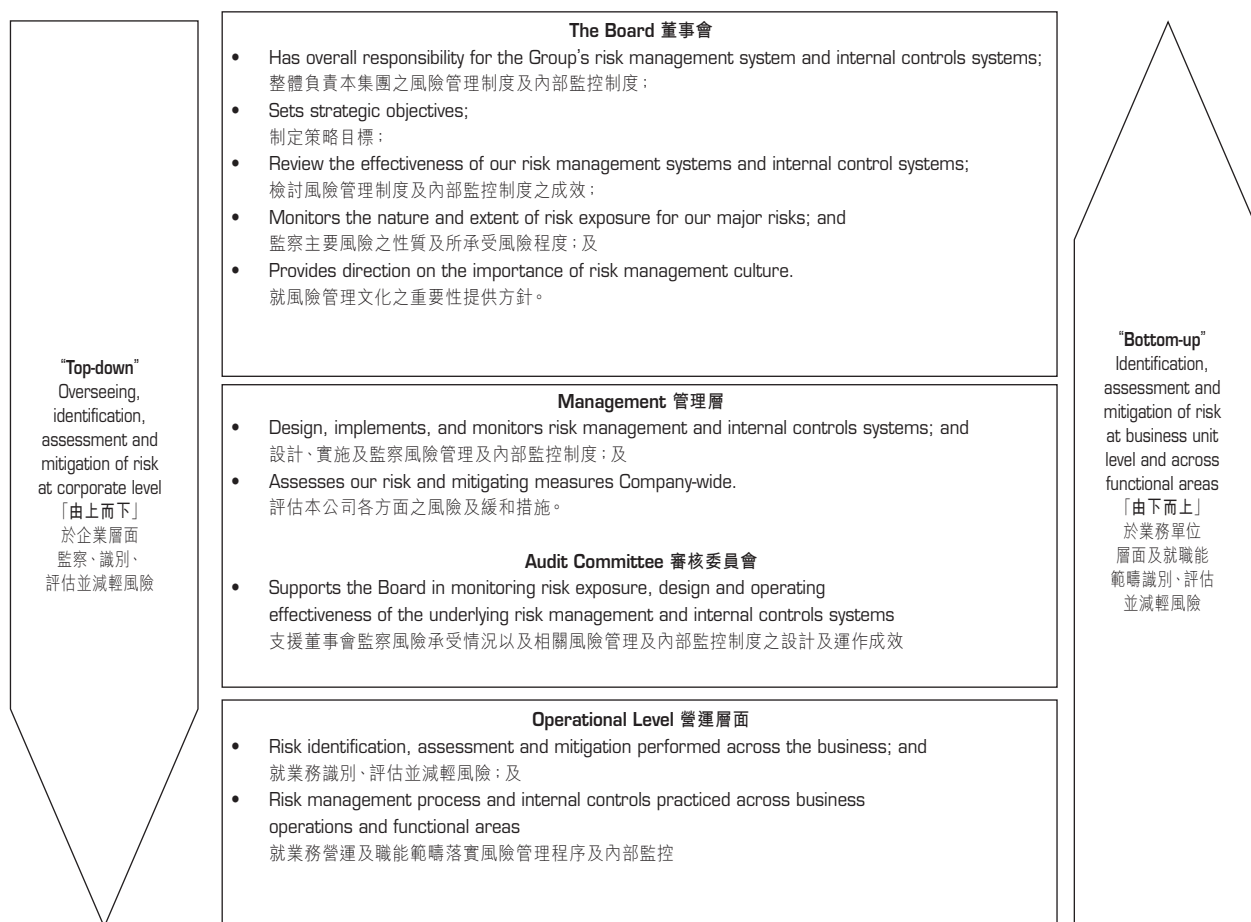 "Top-down"
Overseeing,
identification,
assessment and
mitigation of risk
at corporate level
「由上而下」
於企業層面
監察、識別、
評估並減輕風險
The Board 董事會
• Has overall responsibility for the Group's risk management system and internal controls systems;
整體負責本集團之風險管理制度及內部監控制度；
• Sets strategic objectives;
制定策略目標；
• Review the effectiveness of our risk management systems and internal control systems;
檢討風險管理制度及內部監控制度之成效；
• Monitors the nature and extent of risk exposure for our major risks; and
監察主要風險之性質及所承受風險程度；及
• Provides direction on the importance of risk management culture.
就風險管理文化之重要性提供方針。
Management 管理層
• Design, implements, and monitors risk management and internal controls systems; and
設計、實施及監察風險管理及內部監控制度；及
• Assesses our risk and mitigating measures Company-wide.
評估本公司各方面之風險及緩和措施。
Audit Committee 審核委員會
• Supports the Board in monitoring risk exposure, design and operating
effectiveness of the underlying risk management and internal controls systems
支援董事會監察風險承受情況以及相關風險管理及內部監控制度之設計及運作成效
Operational Level 營運層面
• Risk identification, assessment and mitigation performed across the business; and
就業務識別、評估並減輕風險；及
• Risk management process and internal controls practiced across business
operations and functional areas
就業務營運及職能範疇落實風險管理程序及內部監控
"Bottom-up"
Identification,
assessment and
mitigation of risk
at business unit
level and across
functional areas
「由下而上」
於業務單位
層面及就職能
範疇識別、評估
並減輕風險